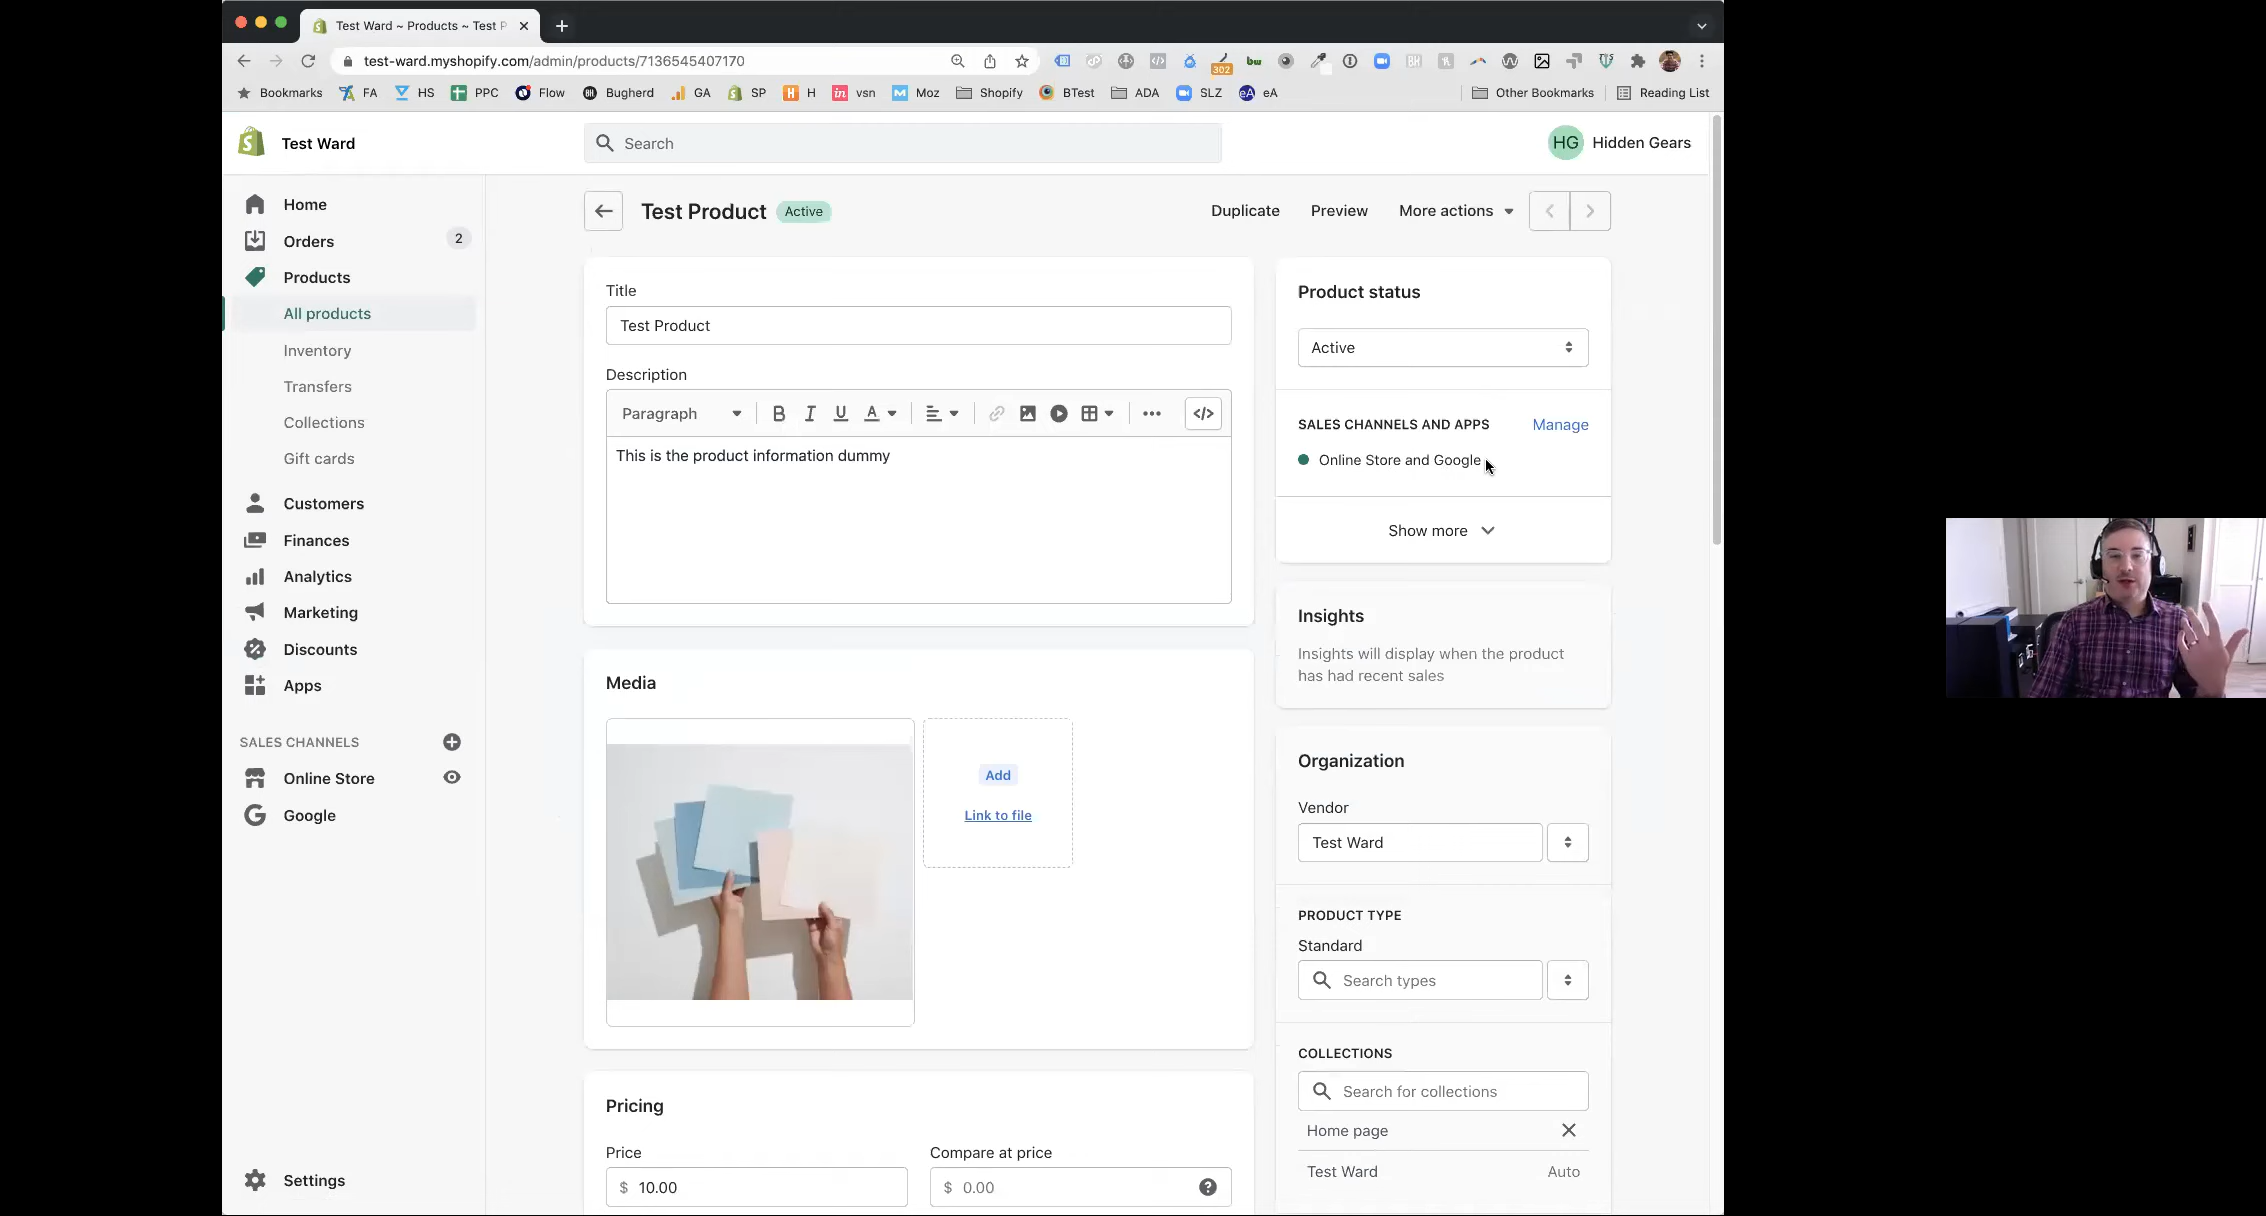 Test Ward ~ Products ~ Test P
test-ward.myshopify.com/admin/products/7136545407170
302
bw
BH
Bookmarks FA HS PPC Flow Bugherd GA SP H vsn Moz Shopify BTest ADA SLZ eA Other Bookmarks Reading List
Test Ward
Search
HG Hidden Gears
Home
Orders 2
Products
All products
Inventory
Transfers
Collections
Gift cards
Customers
Finances
Analytics
Marketing
Discounts
Apps
SALES CHANNELS
Online Store
Google
Settings
Test Product Active
Duplicate Preview More actions
Title
Test Product
Description
Paragraph B I U A
This is the product information dummy
Media
Add
Link to file
Pricing
Price
$ 10.00
Compare at price
$ 0.00
Product status
Active
SALES CHANNELS AND APPS Manage
Online Store and Google
Show more
Insights
Insights will display when the product
has had recent sales
Organization
Vendor
Test Ward
PRODUCT TYPE
Standard
Search types
COLLECTIONS
Search for collections
Home page
Test Ward Auto